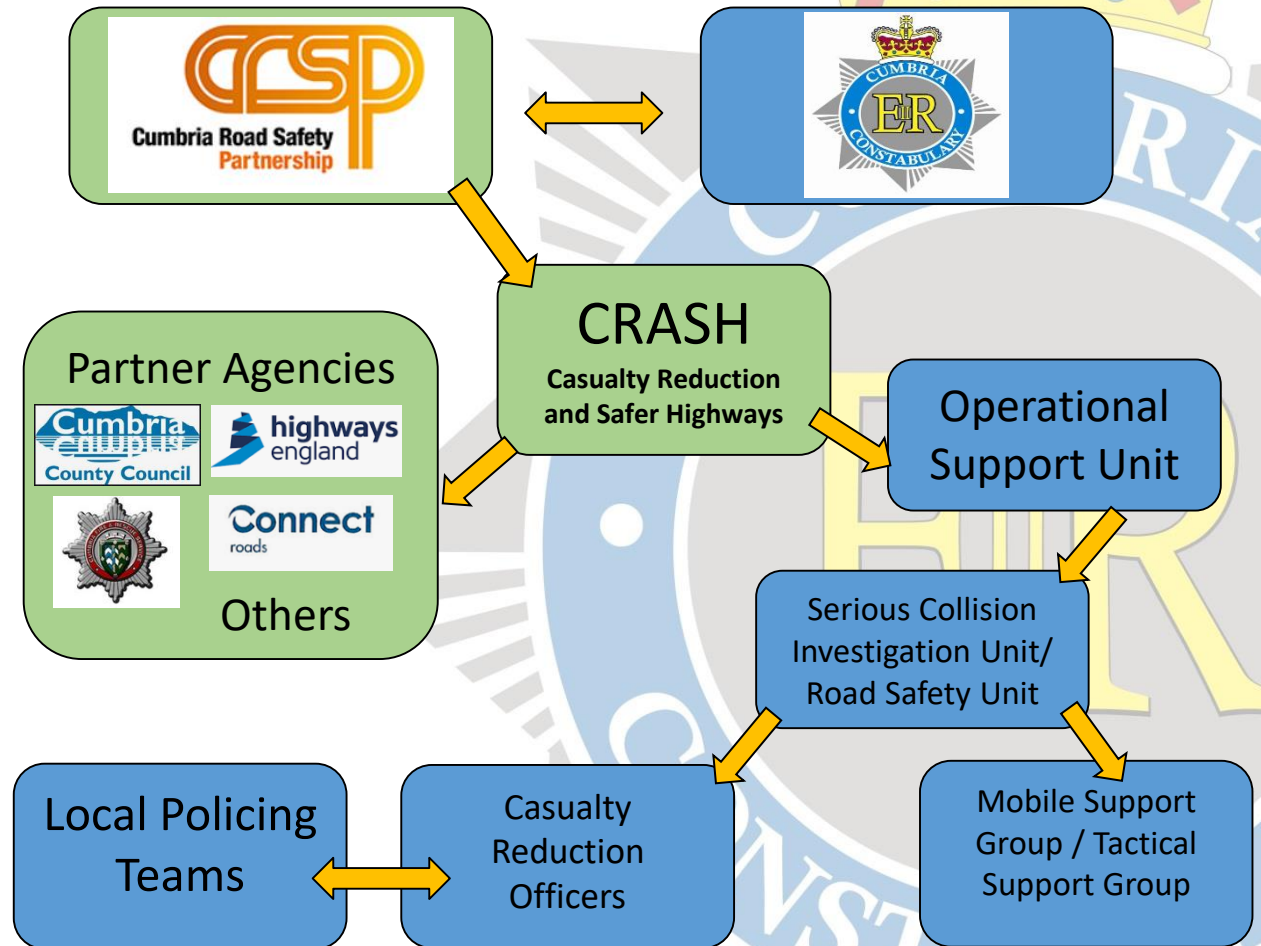 crsp
Cumbria Road Safety
Partnership
CUMBRIA
EIIR
CONSTABULARY
CRASH
Casualty Reduction
and Safer Highways
Partner Agencies
Cumbria
County Council
highways
england
Connect
roads
Others
Operational
Support Unit
Serious Collision
Investigation Unit/
Road Safety Unit
Local Policing
Teams
Casualty
Reduction
Officers
Mobile Support
Group / Tactical
Support Group